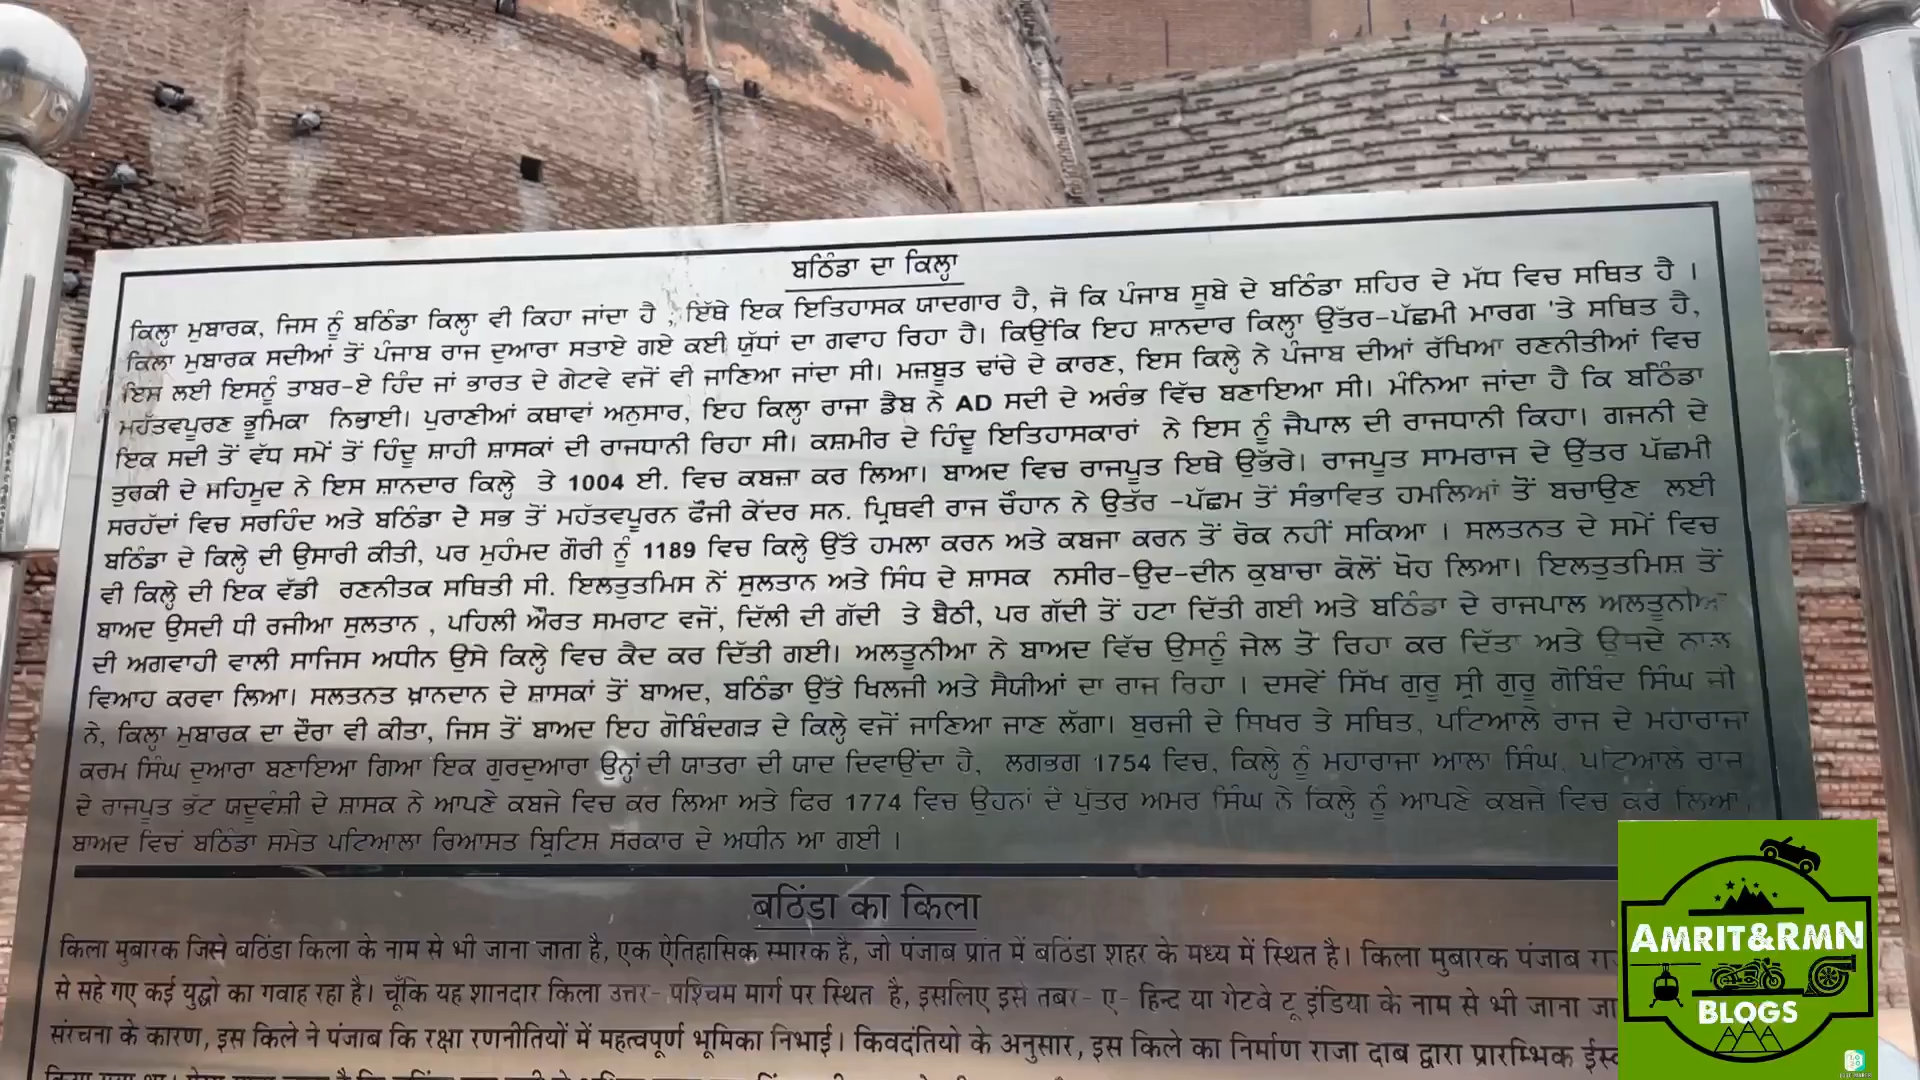 ਬਠਿੰਡਾ ਦਾ ਕਿਲ੍ਹਾ
ਕਿਲ੍ਹਾ ਮੁਬਾਰਕ, ਜਿਸ ਨੂੰ ਬਠਿੰਡਾ ਕਿਲ੍ਹਾ ਵੀ ਕਿਹਾ ਜਾਂਦਾ ਹੈ , ਇੱਥੇ ਇਕ ਇਤਿਹਾਸਕ ਯਾਦਗਾਰ ਹੈ, ਜੋ ਕਿ ਪੰਜਾਬ ਸੂਬੇ ਦੇ ਬਠਿੰਡਾ ਸ਼ਹਿਰ ਦੇ ਮੱਧ ਵਿਚ ਸਥਿਤ ਹੈ ।
ਕਿਲਾ ਮੁਬਾਰਕ ਸਦੀਆਂ ਤੋਂ ਪੰਜਾਬ ਰਾਜ ਦੁਆਰਾ ਸਤਾਏ ਗਏ ਕਈ ਯੁੱਧਾਂ ਦਾ ਗਵਾਹ ਰਿਹਾ ਹੈ। ਕਿਉਂਕਿ ਇਹ ਸ਼ਾਨਦਾਰ ਕਿਲ੍ਹਾ ਉੱਤਰ-ਪੱਛਮੀ ਮਾਰਗ 'ਤੇ ਸਥਿਤ ਹੈ,
ਇਸ ਲਈ ਇਸਨੂੰ ਤਾਬਰ-ਏ ਹਿੰਦ ਜਾਂ ਭਾਰਤ ਦੇ ਗੇਟਵੇ ਵਜੋਂ ਵੀ ਜਾਣਿਆ ਜਾਂਦਾ ਸੀ। ਮਜ਼ਬੂਤ ਢਾਂਚੇ ਦੇ ਕਾਰਣ, ਇਸ ਕਿਲ੍ਹੇ ਨੇ ਪੰਜਾਬ ਦੀਆਂ ਰੱਖਿਆ ਰਣਨੀਤੀਆਂ ਵਿਚ
ਮਹੱਤਵਪੂਰਣ ਭੂਮਿਕਾ ਨਿਭਾਈ। ਪੁਰਾਣੀਆਂ ਕਥਾਵਾਂ ਅਨੁਸਾਰ, ਇਹ ਕਿਲ੍ਹਾ ਰਾਜਾ ਡੈਬ ਨੇ AD ਸਦੀ ਦੇ ਅਰੰਭ ਵਿੱਚ ਬਣਾਇਆ ਸੀ। ਮੰਨਿਆ ਜਾਂਦਾ ਹੈ ਕਿ ਬਠਿੰਡਾ
ਇਕ ਸਦੀ ਤੋਂ ਵੱਧ ਸਮੇਂ ਤੋਂ ਹਿੰਦੂ ਸ਼ਾਹੀ ਸ਼ਾਸਕਾਂ ਦੀ ਰਾਜਧਾਨੀ ਰਿਹਾ ਸੀ। ਕਸ਼ਮੀਰ ਦੇ ਹਿੰਦੂ ਇਤਿਹਾਸਕਾਰਾਂ ਨੇ ਇਸ ਨੂੰ ਜੈਪਾਲ ਦੀ ਰਾਜਧਾਨੀ ਕਿਹਾ। ਗਜਨੀ ਦੇ
ਤੁਰਕੀ ਦੇ ਮਹਿਮੂਦ ਨੇ ਇਸ ਸ਼ਾਨਦਾਰ ਕਿਲ੍ਹੇ ਤੇ 1004 ਈ. ਵਿਚ ਕਬਜ਼ਾ ਕਰ ਲਿਆ। ਬਾਅਦ ਵਿਚ ਰਾਜਪੂਤ ਇਥੇ ਉੱਭਰੇ। ਰਾਜਪੂਤ ਸਾਮਰਾਜ ਦੇ ਉੱਤਰ ਪੱਛਮੀ
ਸਰਹੱਦਾਂ ਵਿਚ ਸਰਹਿੰਦ ਅਤੇ ਬਠਿੰਡਾ ਦੇ ਸਭ ਤੋਂ ਮਹੱਤਵਪੂਰਨ ਫੌਜੀ ਕੇਂਦਰ ਸਨ. ਪ੍ਰਿਥਵੀ ਰਾਜ ਚੌਹਾਨ ਨੇ ਉਤੱਰ -ਪੱਛਮ ਤੋਂ ਸੰਭਾਵਿਤ ਹਮਲਿਆਂ ਤੋਂ ਬਚਾਉਣ ਲਈ
ਬਠਿੰਡਾ ਦੇ ਕਿਲ੍ਹੇ ਦੀ ਉਸਾਰੀ ਕੀਤੀ, ਪਰ ਮੁਹੰਮਦ ਗੌਰੀ ਨੂੰ 1189 ਵਿਚ ਕਿਲ੍ਹੇ ਉੱਤੇ ਹਮਲਾ ਕਰਨ ਅਤੇ ਕਬਜਾ ਕਰਨ ਤੋਂ ਰੋਕ ਨਹੀਂ ਸਕਿਆ । ਸਲਤਨਤ ਦੇ ਸਮੇਂ ਵਿਚ
ਵੀ ਕਿਲ੍ਹੇ ਦੀ ਇਕ ਵੱਡੀ ਰਣਨੀਤਕ ਸਥਿਤੀ ਸੀ. ਇਲਤੁਤਮਿਸ ਨੇਂ ਸੁਲਤਾਨ ਅਤੇ ਸਿੰਧ ਦੇ ਸ਼ਾਸਕ ਨਸੀਰ-ਉਦ-ਦੀਨ ਕੁਬਾਚਾ ਕੋਲੋਂ ਖੋਹ ਲਿਆ। ਇਲਤੁਤਮਿਸ਼ ਤੋਂ
ਬਾਅਦ ਉਸਦੀ ਧੀ ਰਜੀਆ ਸੁਲਤਾਨ , ਪਹਿਲੀ ਔਰਤ ਸਮਰਾਟ ਵਜੋਂ, ਦਿੱਲੀ ਦੀ ਗੱਦੀ ਤੇ ਬੈਠੀ, ਪਰ ਗੱਦੀ ਤੋਂ ਹਟਾ ਦਿੱਤੀ ਗਈ ਅਤੇ ਬਠਿੰਡਾ ਦੇ ਰਾਜਪਾਲ ਅਲਤੂਨੀਆ
ਦੀ ਅਗਵਾਹੀ ਵਾਲੀ ਸਾਜਿਸ ਅਧੀਨ ਉਸੇ ਕਿਲ੍ਹੇ ਵਿਚ ਕੈਦ ਕਰ ਦਿੱਤੀ ਗਈ। ਅਲਤੂਨੀਆ ਨੇ ਬਾਅਦ ਵਿੱਚ ਉਸਨੂੰ ਜੇਲ ਤੋਂ ਰਿਹਾ ਕਰ ਦਿੱਤਾ ਅਤੇ ਉਸਦੇ ਨਾਲ
ਵਿਆਹ ਕਰਵਾ ਲਿਆ। ਸਲਤਨਤ ਖ਼ਾਨਦਾਨ ਦੇ ਸ਼ਾਸਕਾਂ ਤੋਂ ਬਾਅਦ, ਬਠਿੰਡਾ ਉੱਤੇ ਖਿਲਜੀ ਅਤੇ ਸੈਯੀਆਂ ਦਾ ਰਾਜ ਰਿਹਾ । ਦਸਵੇਂ ਸਿੱਖ ਗੁਰੂ ਸ੍ਰੀ ਗੁਰੂ ਗੋਬਿੰਦ ਸਿੰਘ ਜੀ
ਨੇ, ਕਿਲ੍ਹਾ ਮੁਬਾਰਕ ਦਾ ਦੌਰਾ ਵੀ ਕੀਤਾ, ਜਿਸ ਤੋਂ ਬਾਅਦ ਇਹ ਗੋਬਿੰਦਗੜ ਦੇ ਕਿਲ੍ਹੇ ਵਜੋਂ ਜਾਣਿਆ ਜਾਣ ਲੱਗਾ। ਬੁਰਜੀ ਦੇ ਸਿਖਰ ਤੇ ਸਥਿਤ, ਪਟਿਆਲੇ ਰਾਜ ਦੇ ਮਹਾਰਾਜਾ
ਕਰਮ ਸਿੰਘ ਦੁਆਰਾ ਬਣਾਇਆ ਗਿਆ ਇਕ ਗੁਰਦੁਆਰਾ ਉਨ੍ਹਾਂ ਦੀ ਯਾਤਰਾ ਦੀ ਯਾਦ ਦਿਵਾਉਂਦਾ ਹੈ, ਲਗਭਗ 1754 ਵਿਚ, ਕਿਲ੍ਹੇ ਨੂੰ ਮਹਾਰਾਜਾ ਆਲਾ ਸਿੰਘ, ਪਟਿਆਲੇ ਰਾਜ
ਦੇ ਰਾਜਪੂਤ ਭੱਟ ਯਦੂਵੰਸ਼ੀ ਦੇ ਸ਼ਾਸਕ ਨੇ ਆਪਣੇ ਕਬਜੇ ਵਿਚ ਕਰ ਲਿਆ ਅਤੇ ਫਿਰ 1774 ਵਿਚ ਉਹਨਾਂ ਦੇ ਪੁੱਤਰ ਅਮਰ ਸਿੰਘ ਨੇ ਕਿਲ੍ਹੇ ਨੂੰ ਆਪਣੇ ਕਬਜੇ ਵਿਚ ਕਰ ਲਿਆ।
ਬਾਅਦ ਵਿਚਂ ਬਠਿੰਡਾ ਸਮੇਤ ਪਟਿਆਲਾ ਰਿਆਸਤ ਬ੍ਰਿਟਿਸ਼ ਸਰਕਾਰ ਦੇ ਅਧੀਨ ਆ ਗਈ ।
बठिंडा का किला
किला मुबारक जिसे बठिंडा किला के नाम से भी जाना जाता है, एक ऐतिहासिक स्मारक है, जो पंजाब प्रांत में बठिंडा शहर के मध्य में स्थित है। किला मुबारक पंजाब
से सहे गए कई युद्धो का गवाह रहा है। चूँकि यह शानदार किला उत्तर- पश्चिम मार्ग पर स्थित है, इसलिए इसे तबर- ए- हिन्द या गेटवे टू इंडिया के नाम से भी जाना
संरचना के कारण, इस किले ने पंजाब कि रक्षा रणनीतियों में महत्वपूर्ण भूमिका निभाई। किवदंतियो के अनुसार, इस किले का निर्माण राजा दाब द्वारा प्रारम्भिक
AMRIT&RMN
BLOGS